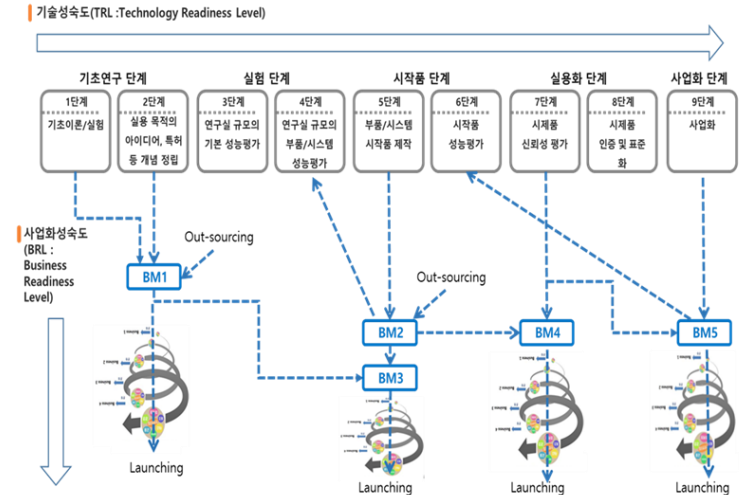 기술성숙도(TRL :Technology Readiness Level)
기초연구 단계
실험 단계
시작품 단계
실용화 단계
사업화 단계
1단계
기초이론/실험
2단계
실용 목적의
아이디어, 특허
등 개념 정립
3단계
연구실 규모의
기본 성능평가
4단계
연구실 규모의
부품/시스템
성능평가
5단계
부품/시스템
시작품 제작
6단계
시작품
성능평가
7단계
시제품
신뢰성 평가
8단계
시제품
인증 및 표준
화
9단계
사업화
사업화성숙도
(BRL :
Business
Readiness
Level)
Out-sourcing
BM1
Out-sourcing
BM2
BM4
BM5
BM3
Launching
Launching
Launching
Launching